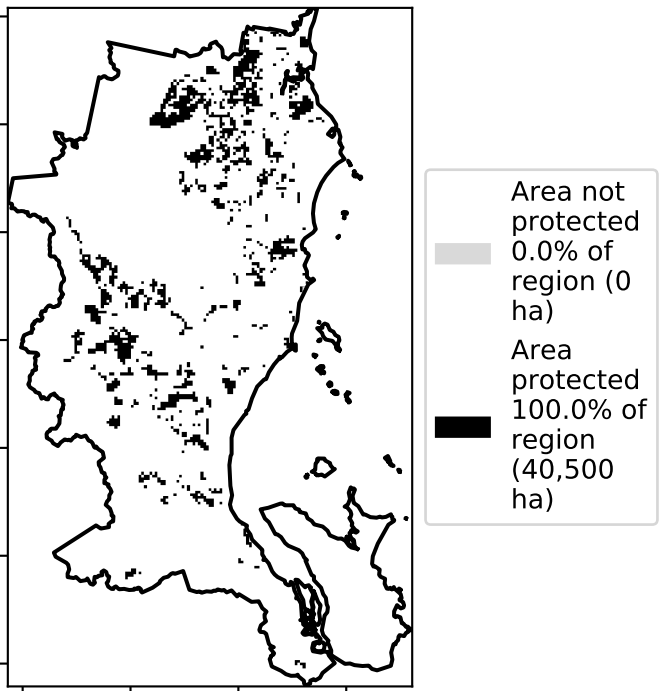 Area not
protected
0.0% of
region (0
ha)
Area
protected
100.0% of
region
(40,500
ha)